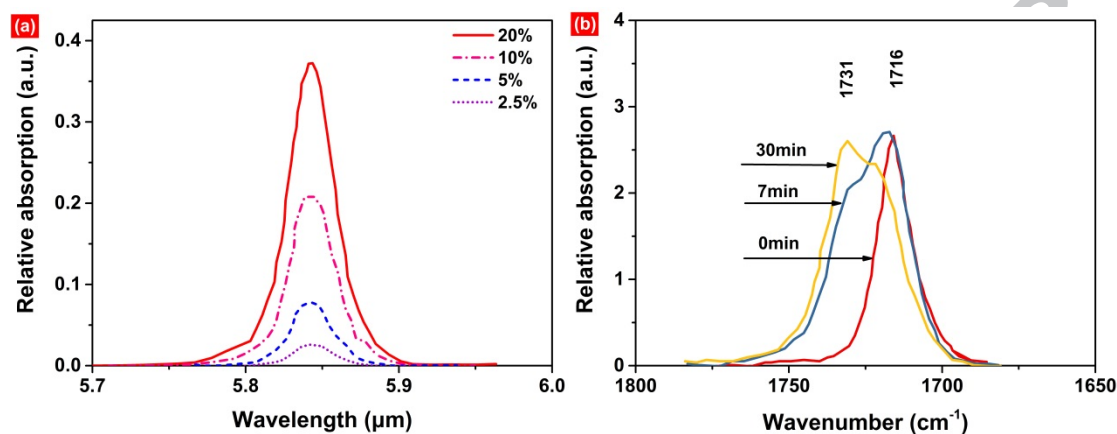 (a)
Relative absorption (a.u.)
0.4
0.3
0.2
0.1
0.0
20%
10%
5%
2.5%
5.7
5.8
5.9
6.0
Wavelength (μm)
(b)
Relative absorption (a.u.)
4
3
2
1
0
1731
1716
30min
7min
0min
1800
1750
1700
1650
Wavenumber (cm⁻¹)